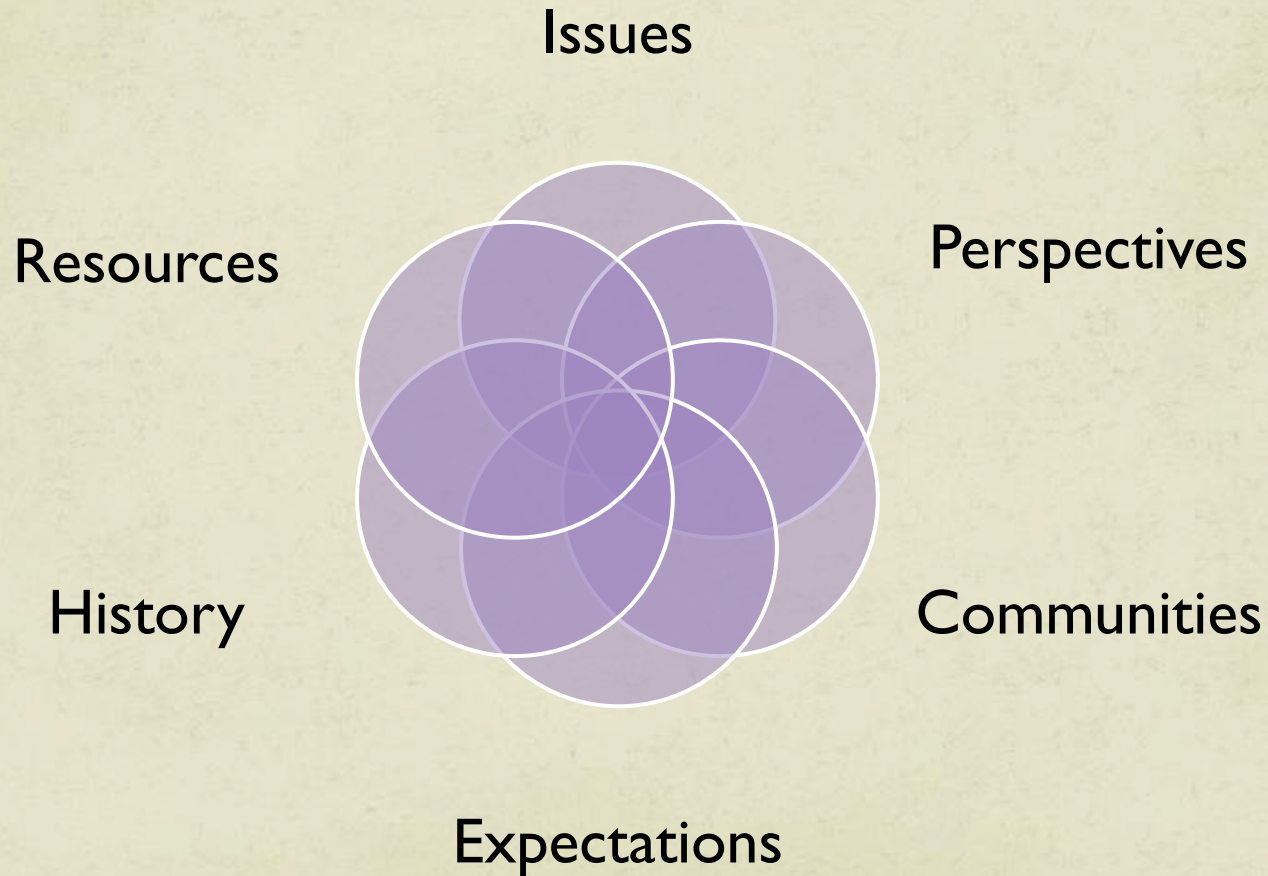 Issues
Perspectives
Resources
Communities
History
Expectations